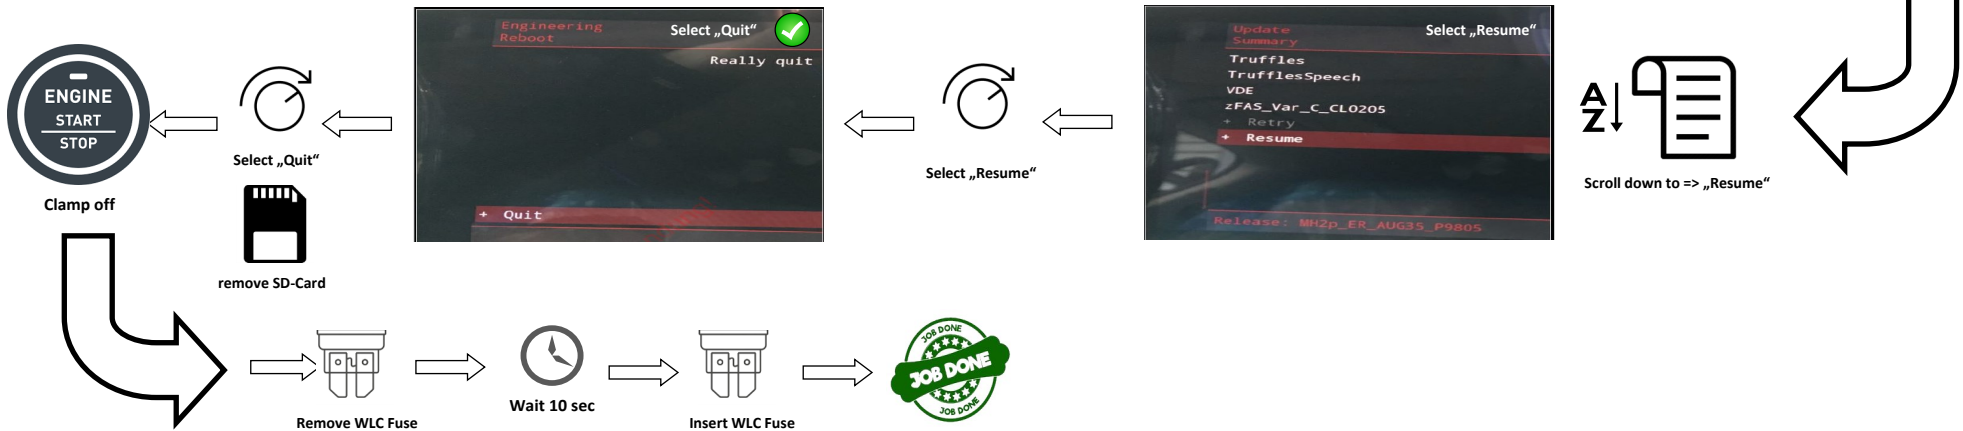 Scroll down to => „Resume“
A
Z
Update
Summary
Select „Resume“
Truffles
TrufflesSpeech
VDE
zFAS_Var_C_CL0205
+ Retry
+ Resume
Release: MH2p_ER_AUG35_P9805
Select „Resume“
Engineering
Reboot
Select „Quit“
Really quit
+ Quit
Select „Quit“
remove SD-Card
ENGINE
START
STOP
Clamp off
Remove WLC Fuse
Wait 10 sec
Insert WLC Fuse
JOB DONE
JOB DONE
JOB DONE